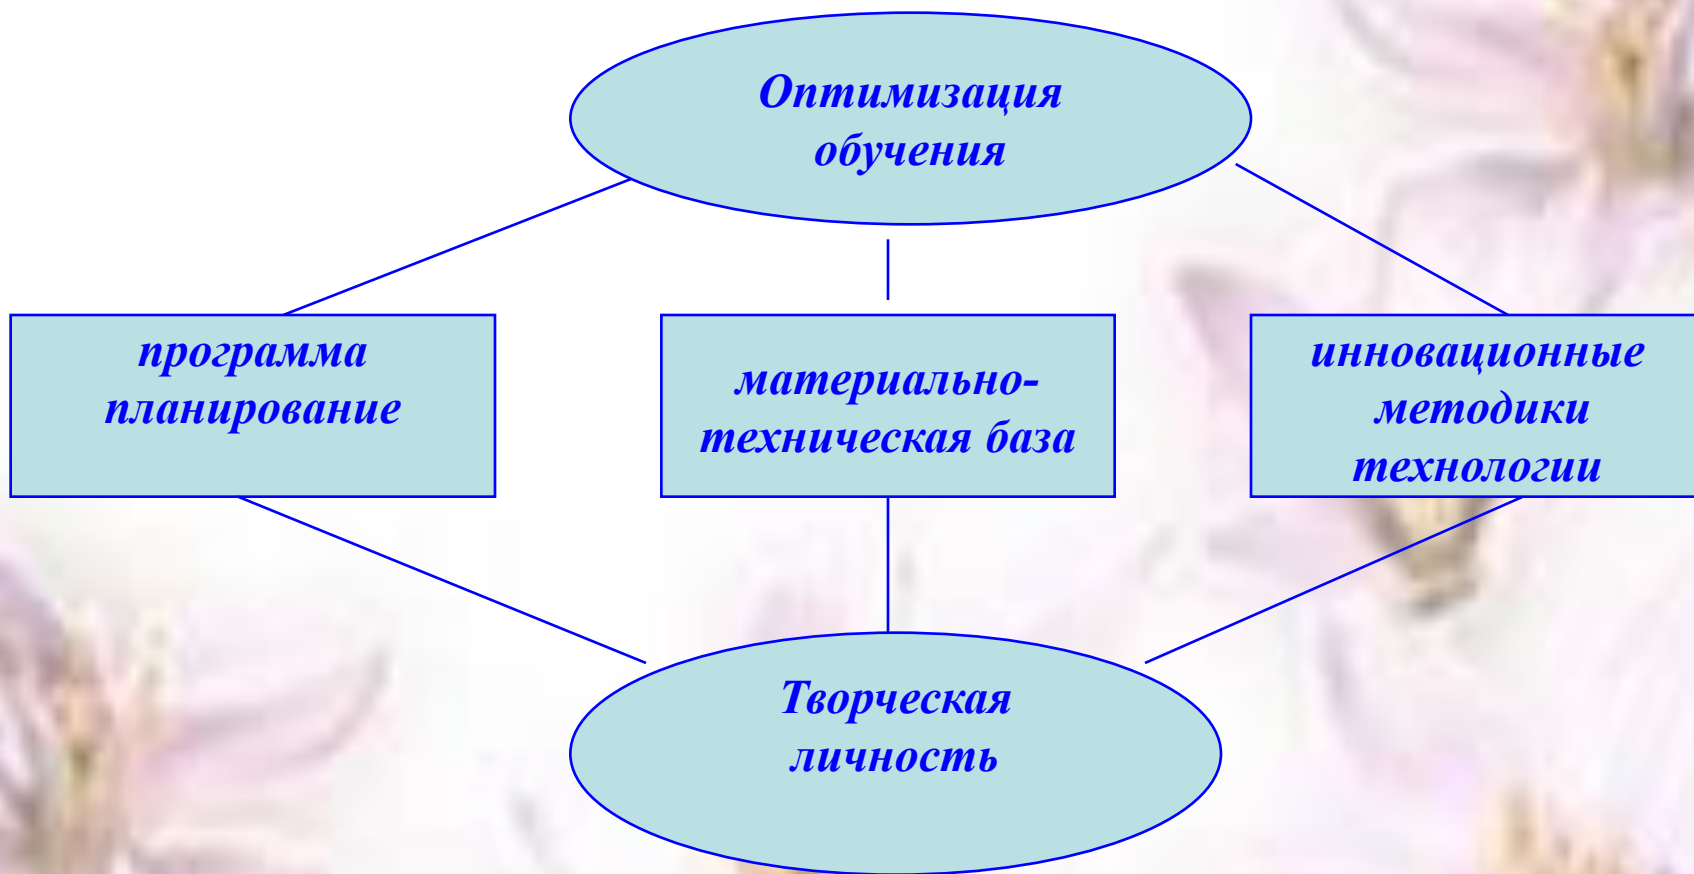 Оптимизация
обучения
программа
планирование
материально-
техническая база
инновационные
методики
технологии
Творческая
личность